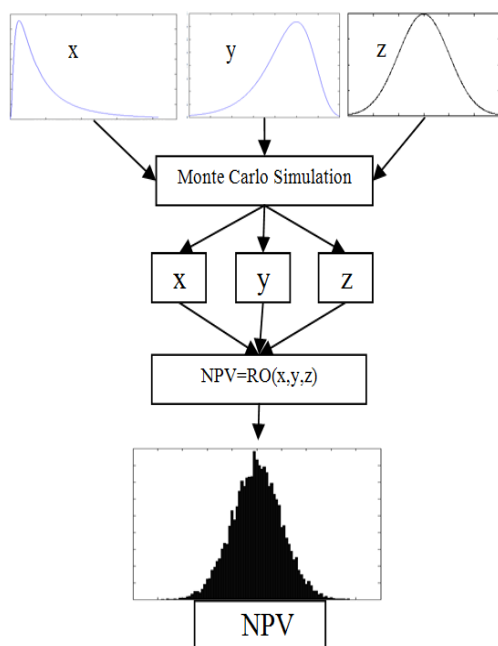 x
y
z
Monte Carlo Simulation
x
y
z
NPV=RO(x,y,z)
NPV